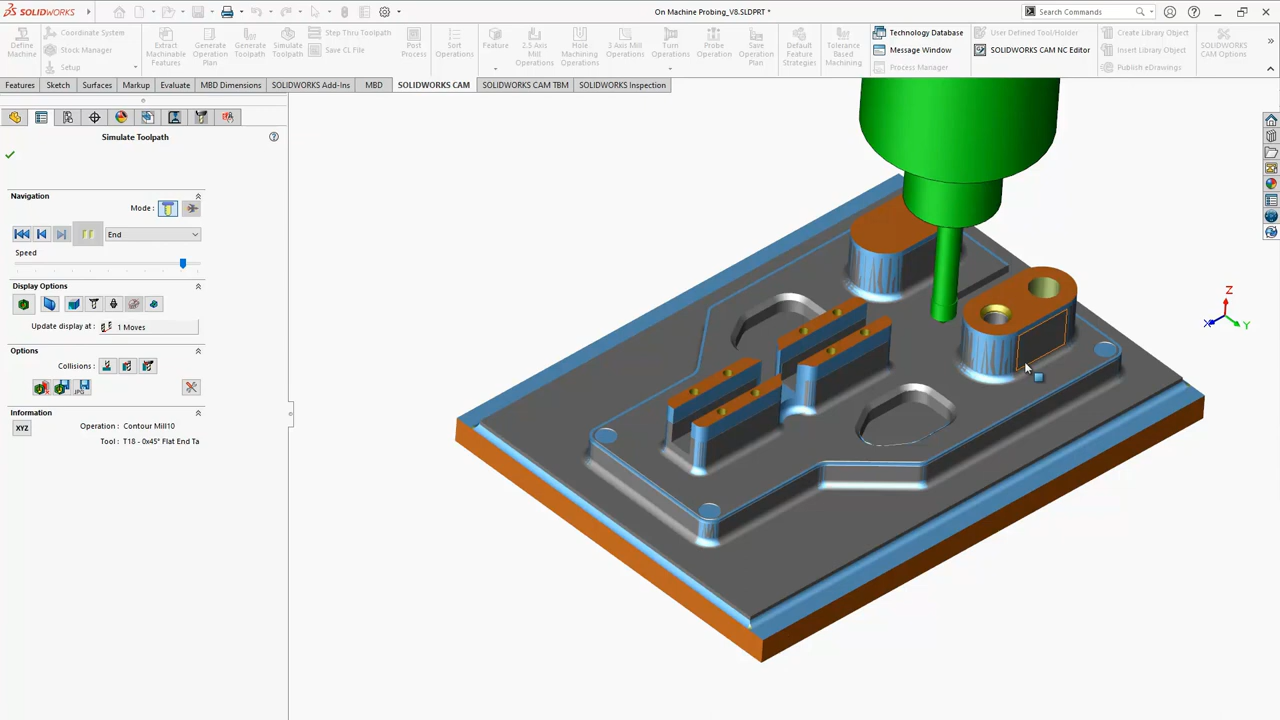 SOLIDWORKS
On Machine Probing_V8.SLDPRT *
Search Commands
Define Machine
Coordinate System
Stock Manager
Setup
Extract Machinable Features
Generate Operation Plan
Generate Toolpath
Simulate Toolpath
Step Thru Toolpath
Save CL File
Post Process
Sort Operations
Feature
2.5 Axis Mill
Hole Machining Operations
3 Axis Mill Operations
Turn Operations
Probe Operation
Save Operation Plan
Default Feature Strategies
Tolerance Based Machining
Technology Database
Message Window
Process Manager
User Defined Tool/Holder
SOLIDWORKS CAM NC Editor
Create Library Object
Insert Library Object
Publish eDrawings
SOLIDWORKS CAM Options
Features
Sketch
Surfaces
Markup
Evaluate
MBD Dimensions
SOLIDWORKS Add-Ins
MBD
SOLIDWORKS CAM
SOLIDWORKS CAM TBM
SOLIDWORKS Inspection
Simulate Toolpath
Navigation
Mode :
End
Speed
Display Options
Update display at :
1 Moves
Options
Collisions:
Information
XYZ
Operation: Contour Mill10
Tool : T18 - 0x45° Flat End Ta
Z
X
Y